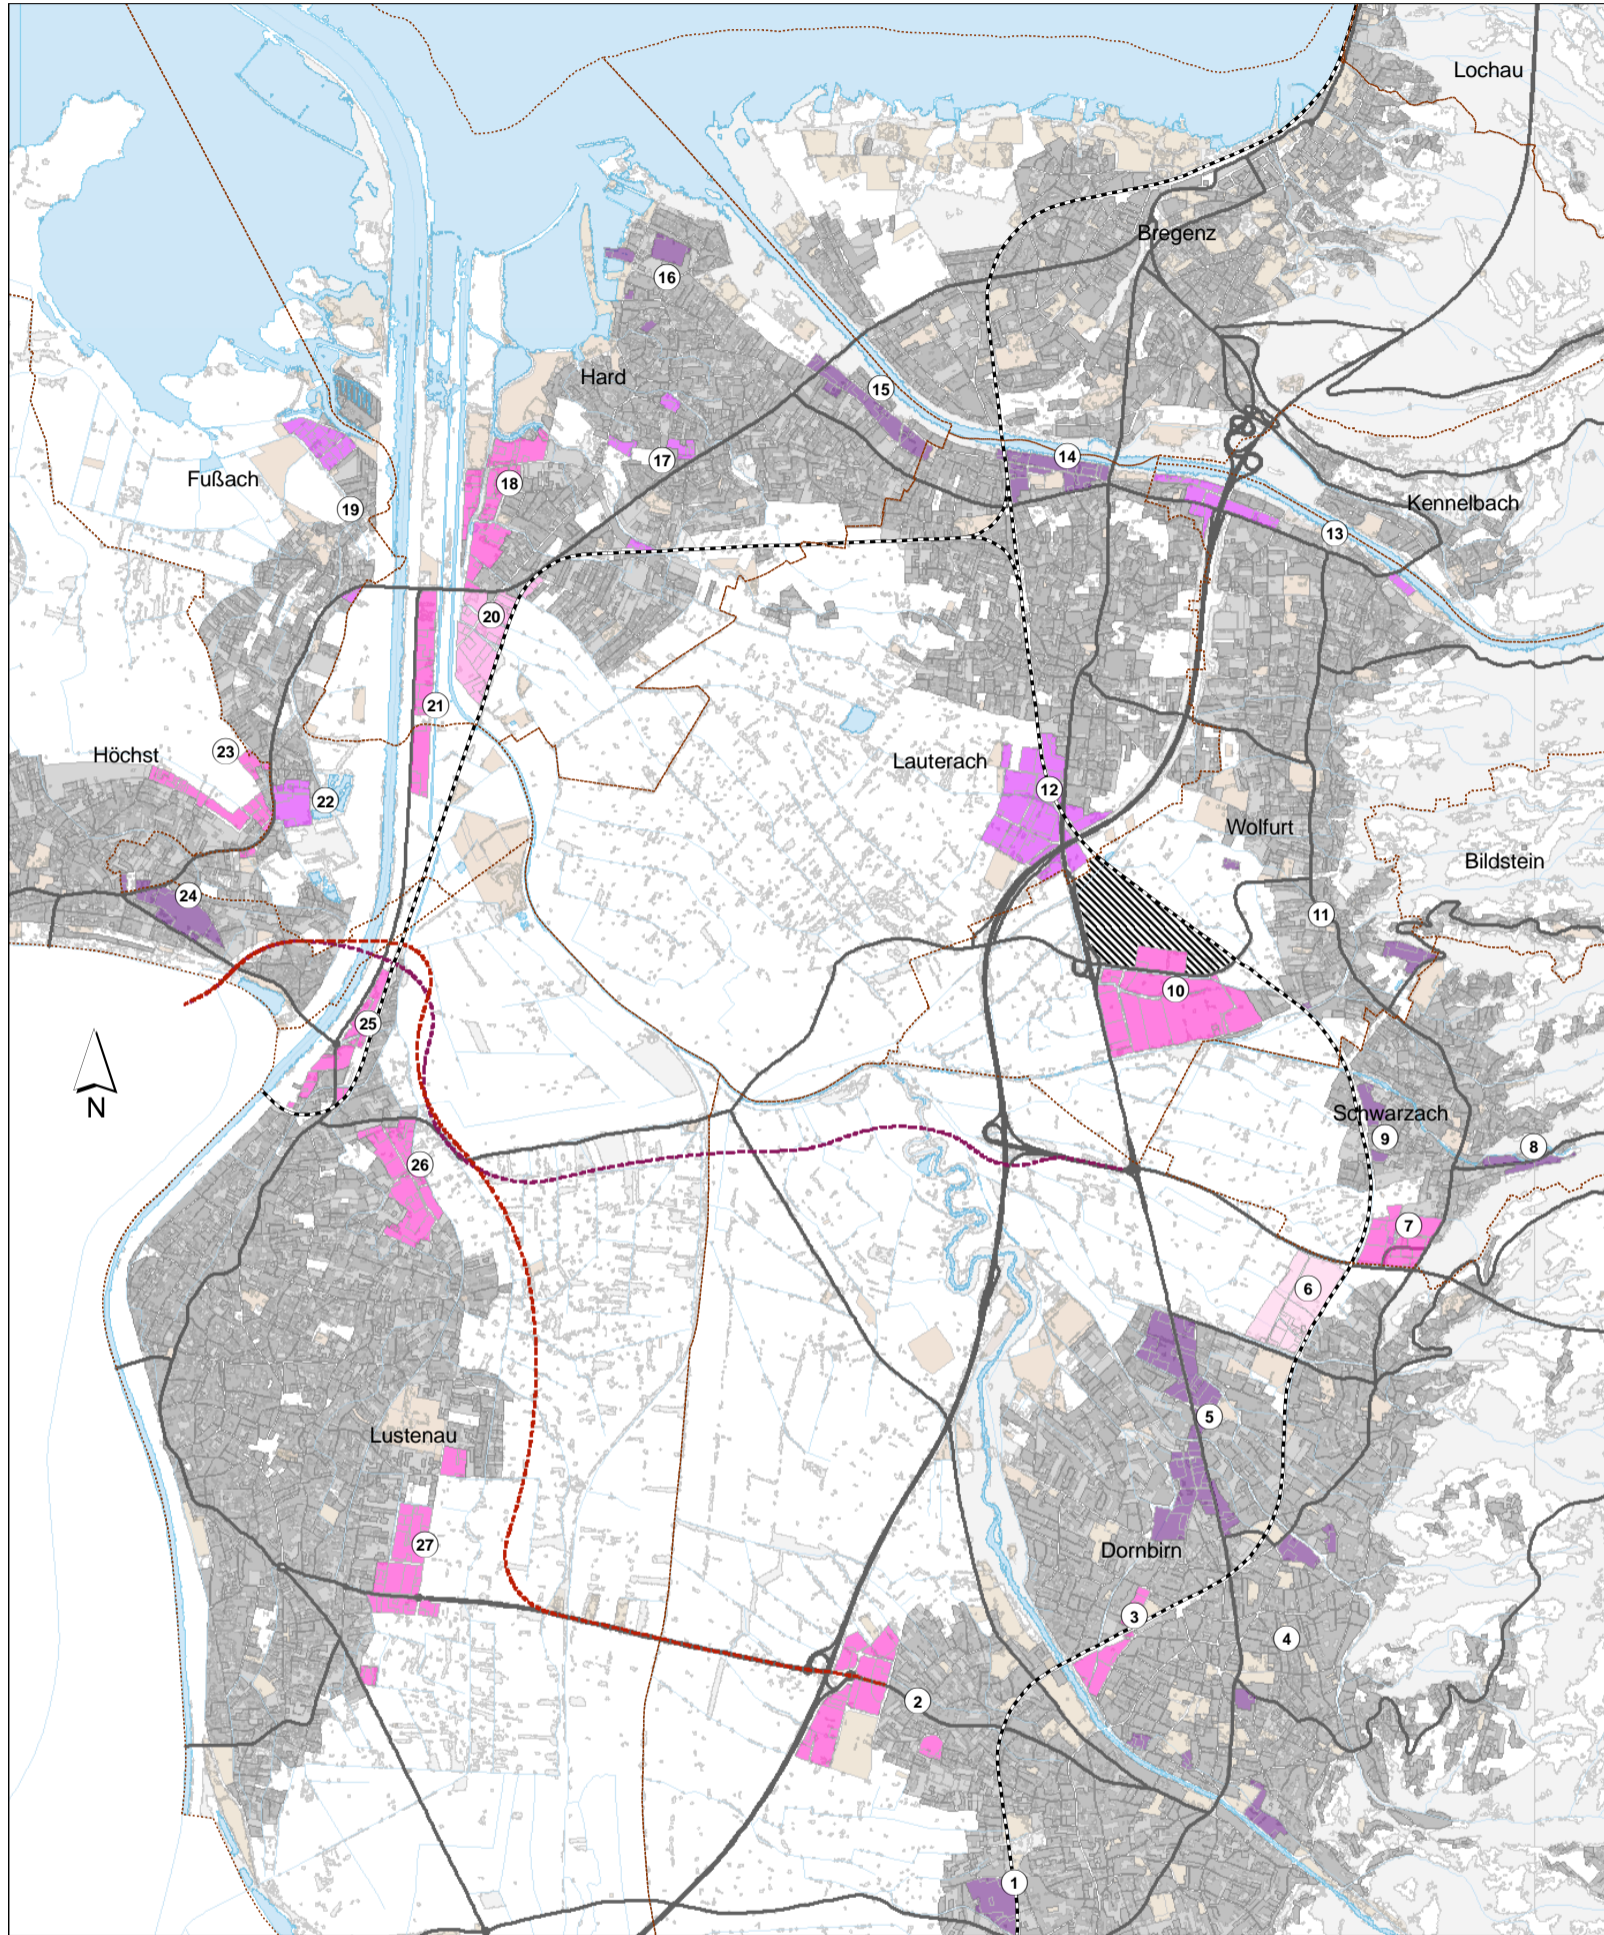 Lochau
Bregenz
16
Hard
15
17
14
Fußach
18
Kennelbach
19
13
20
21
Höchst
23
Lauterach
12
22
Wolfurt
Bildstein
24
11
10
25
N
Schwarzach
9
8
26
7
6
5
Lustenau
27
Dornbirn
3
4
2
1